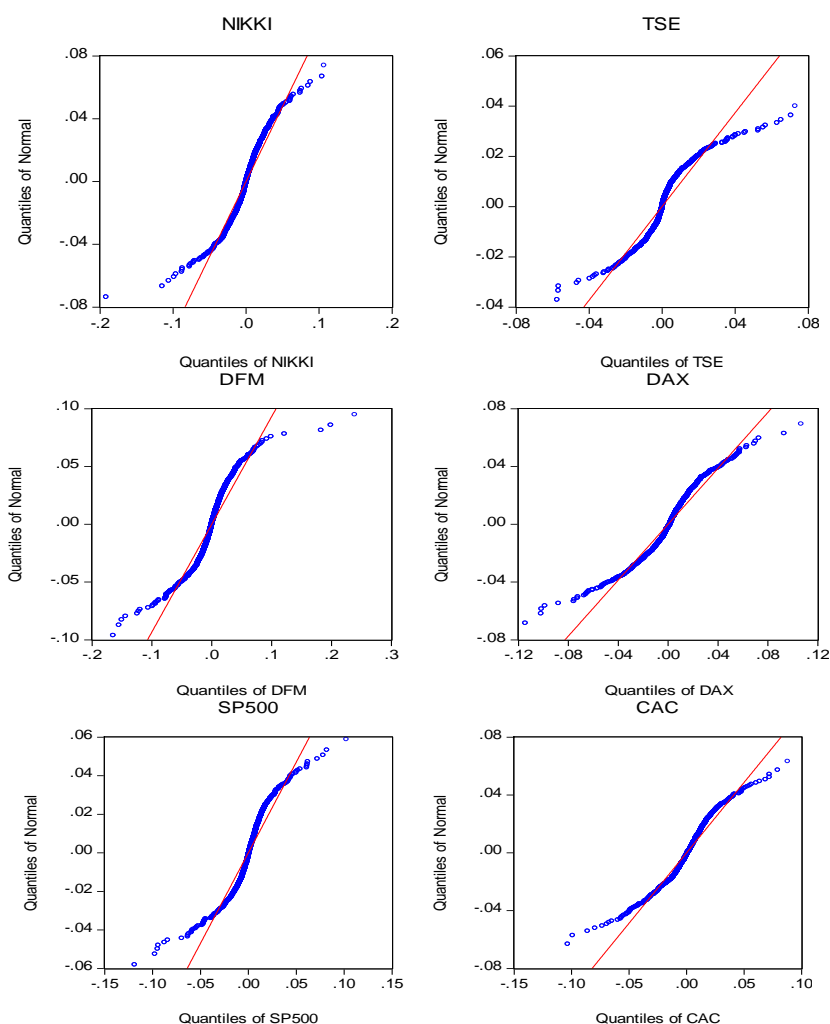 NIKKI
.08
.04
.00
-.04
-.08
-.2 -.1 .0 .1 .2
Quantiles of Normal
Quantiles of NIKKI
TSE
.06
.04
.02
.00
-.02
-.04
-.08 -.04 .00 .04 .08
Quantiles of Normal
Quantiles of TSE
DFM
.10
.05
.00
-.05
-.10
-.2 -.1 .0 .1 .2 .3
Quantiles of Normal
Quantiles of DFM
DAX
.08
.04
.00
-.04
-.08
-.12 -.08 -.04 .00 .04 .08 .12
Quantiles of Normal
Quantiles of DAX
SP500
.06
.04
.02
.00
-.02
-.04
-.06
-.15 -.10 -.05 .00 .05 .10 .15
Quantiles of Normal
Quantiles of SP500
CAC
.08
.04
.00
-.04
-.08
-.15 -.10 -.05 .00 .05 .10
Quantiles of Normal
Quantiles of CAC